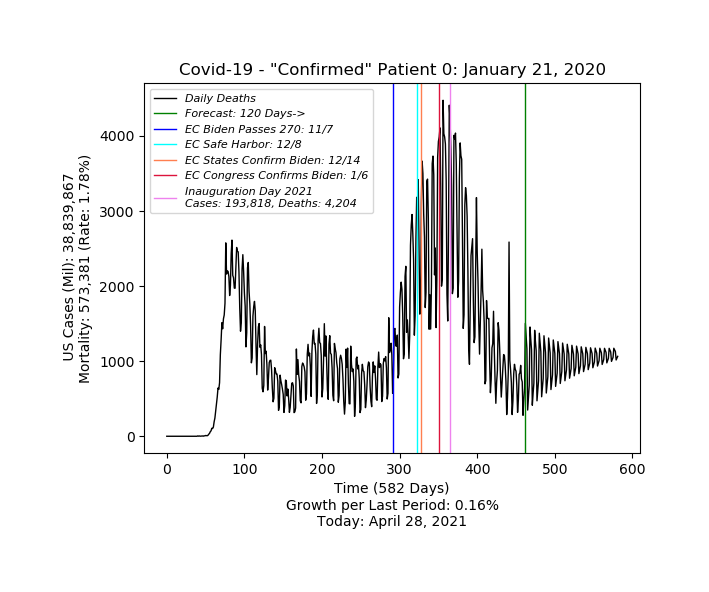 Covid-19 - "Confirmed" Patient 0: January 21, 2020
Daily Deaths
Forecast: 120 Days->
EC Biden Passes 270: 11/7
EC Safe Harbor: 12/8
EC States Confirm Biden: 12/14
EC Congress Confirms Biden: 1/6
Inauguration Day 2021
Cases: 193,818, Deaths: 4,204
US Cases (Mil): 38,839,867
Mortality: 573,381 (Rate: 1.78%)
4000
3000
2000
1000
0
0 100 200 300 400 500 600
Time (582 Days)
Growth per Last Period: 0.16%
Today: April 28, 2021